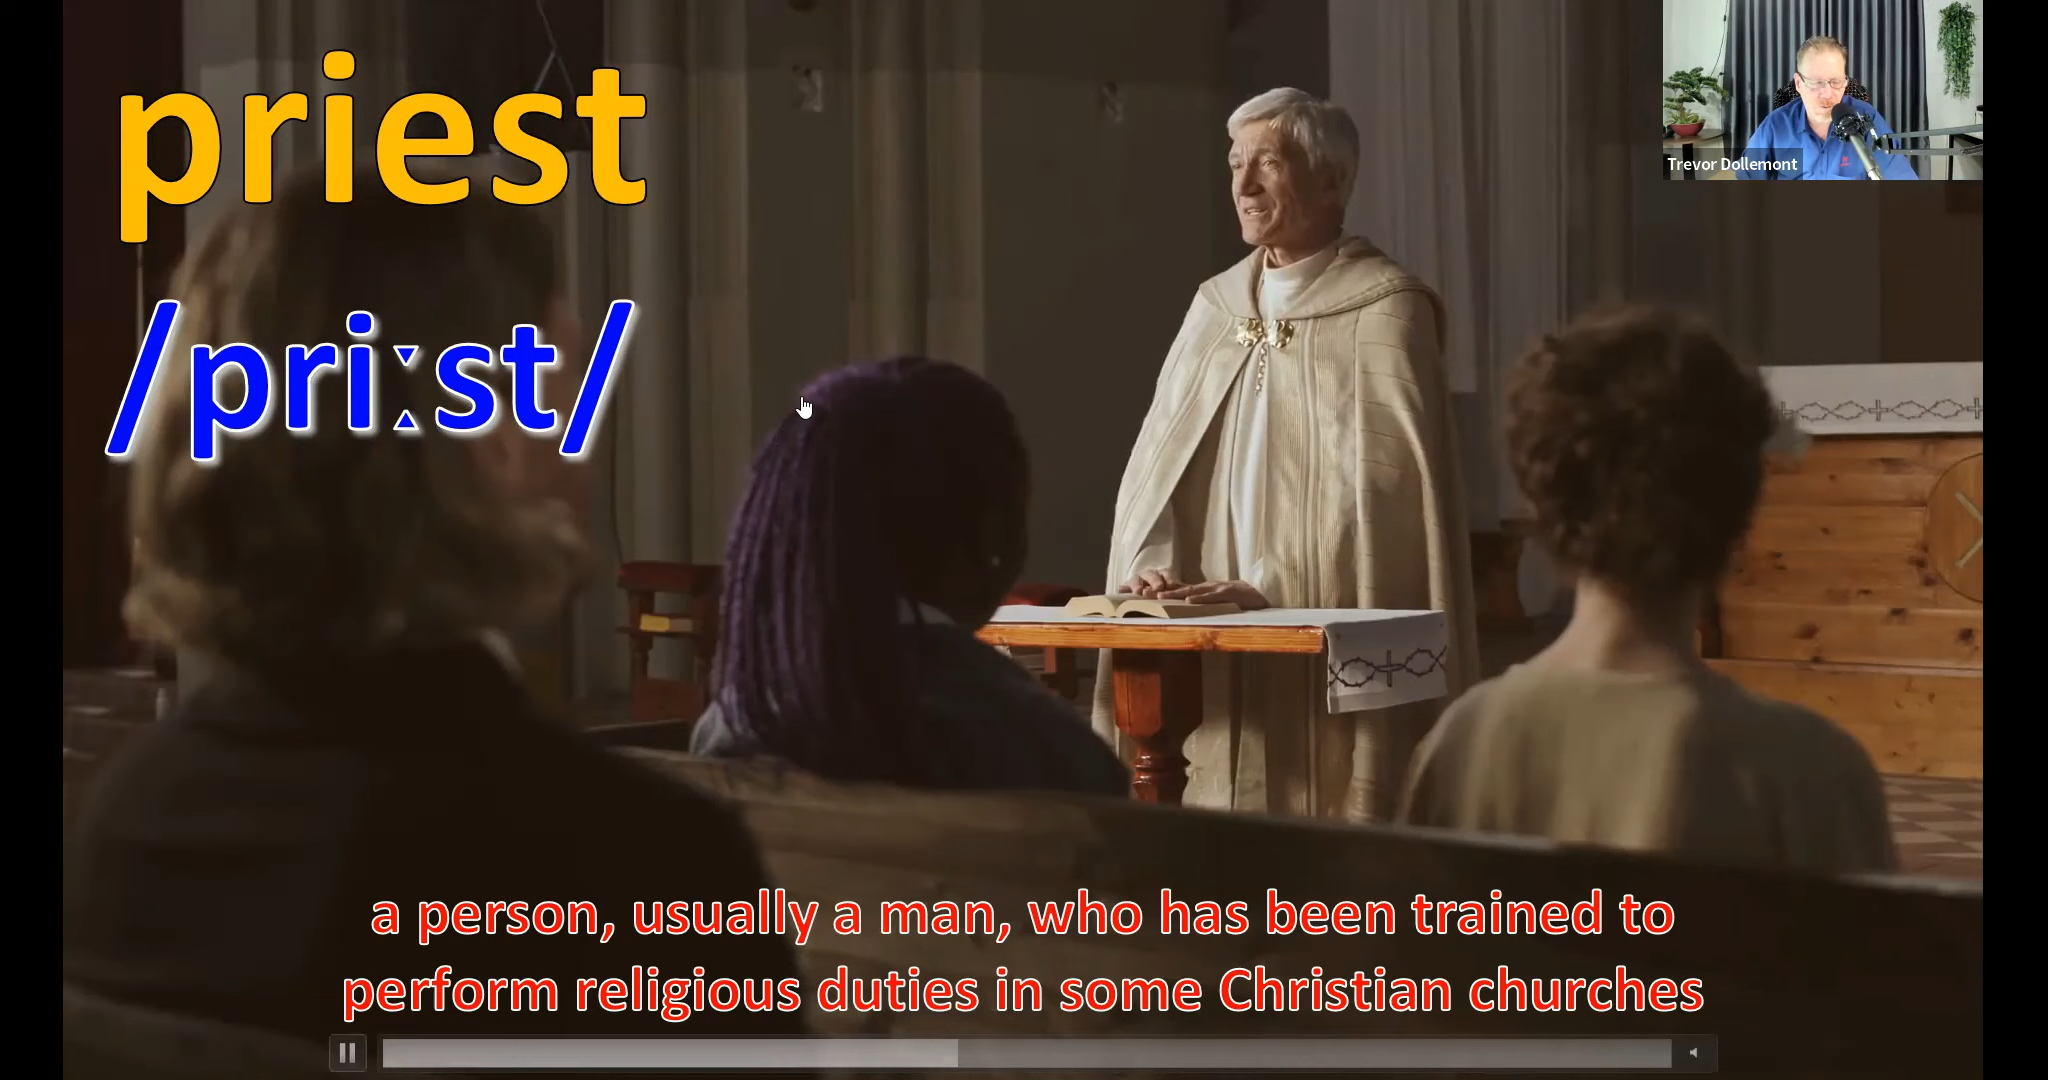 priest
/priːst/
Trevor Dollemont
a person, usually a man, who has been trained to
perform religious duties in some Christian churches